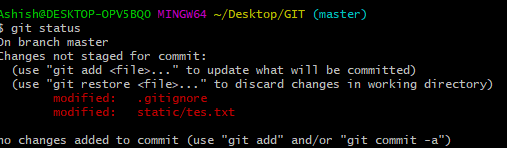 Ashish@DESKTOP-OPV5BQO MINGW64 ~/Desktop/GIT (master)
$ git status
On branch master
Changes not staged for commit:
  (use "git add <file>..." to update what will be committed)
  (use "git restore <file>..." to discard changes in working directory)
        modified:   .gitignore
        modified:   static/tes.txt

no changes added to commit (use "git add" and/or "git commit -a")